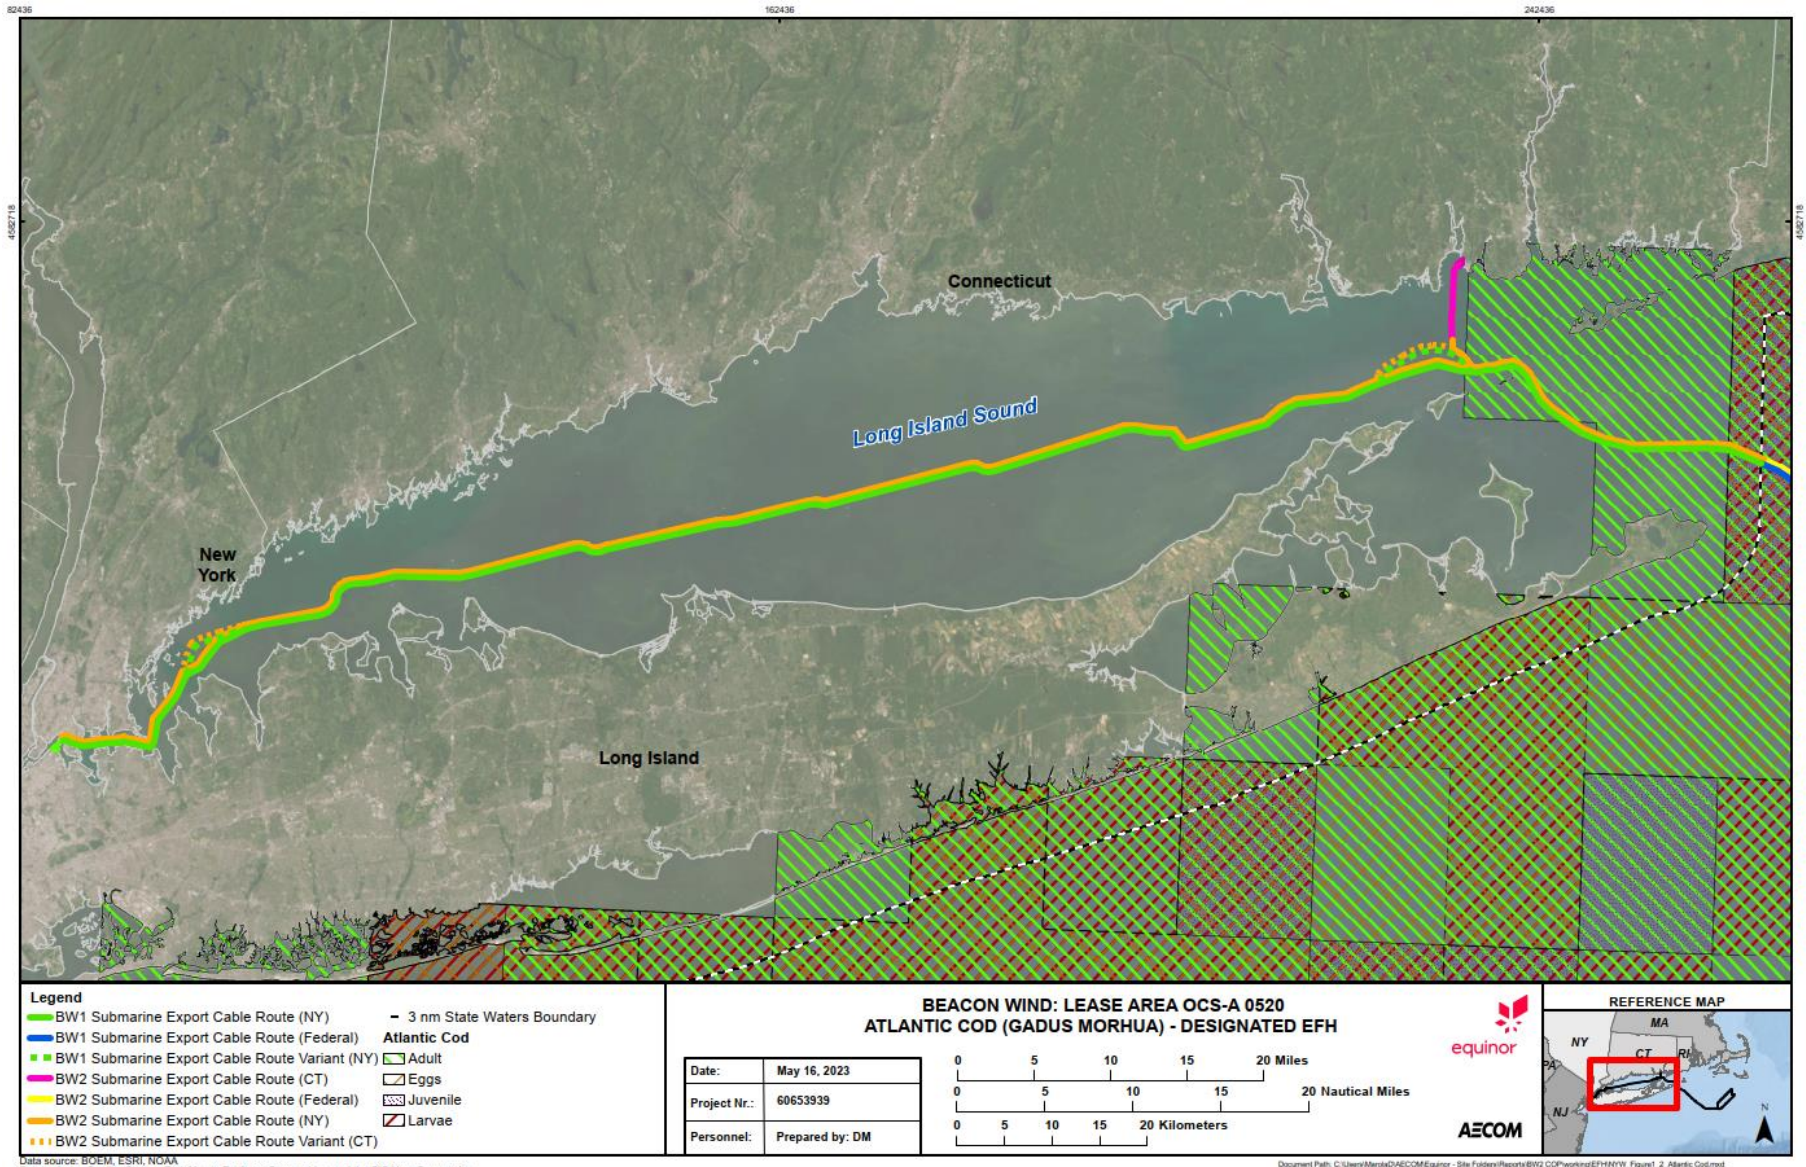 82436
162436
242436
4582718
4582718
Connecticut
Long Island Sound
New
York
Long Island
Legend
BW1 Submarine Export Cable Route (NY)
BW1 Submarine Export Cable Route (Federal)
BW1 Submarine Export Cable Route Variant (NY)
BW2 Submarine Export Cable Route (CT)
BW2 Submarine Export Cable Route (Federal)
BW2 Submarine Export Cable Route (NY)
BW2 Submarine Export Cable Route Variant (CT)
3 nm State Waters Boundary
Atlantic Cod
Adult
Eggs
Juvenile
Larvae
BEACON WIND: LEASE AREA OCS-A 0520
ATLANTIC COD (GADUS MORHUA) - DESIGNATED EFH
Date: May 16, 2023
Project Nr.: 60653939
Personnel: Prepared by: DM
0 5 10 15 20 Miles
0 5 10 15 20 Nautical Miles
0 5 10 15 20 Kilometers
equinor
AECOM
REFERENCE MAP
MA
NY
CT
RI
PA
NJ
N
Data source: BOEM, ESRI, NOAA